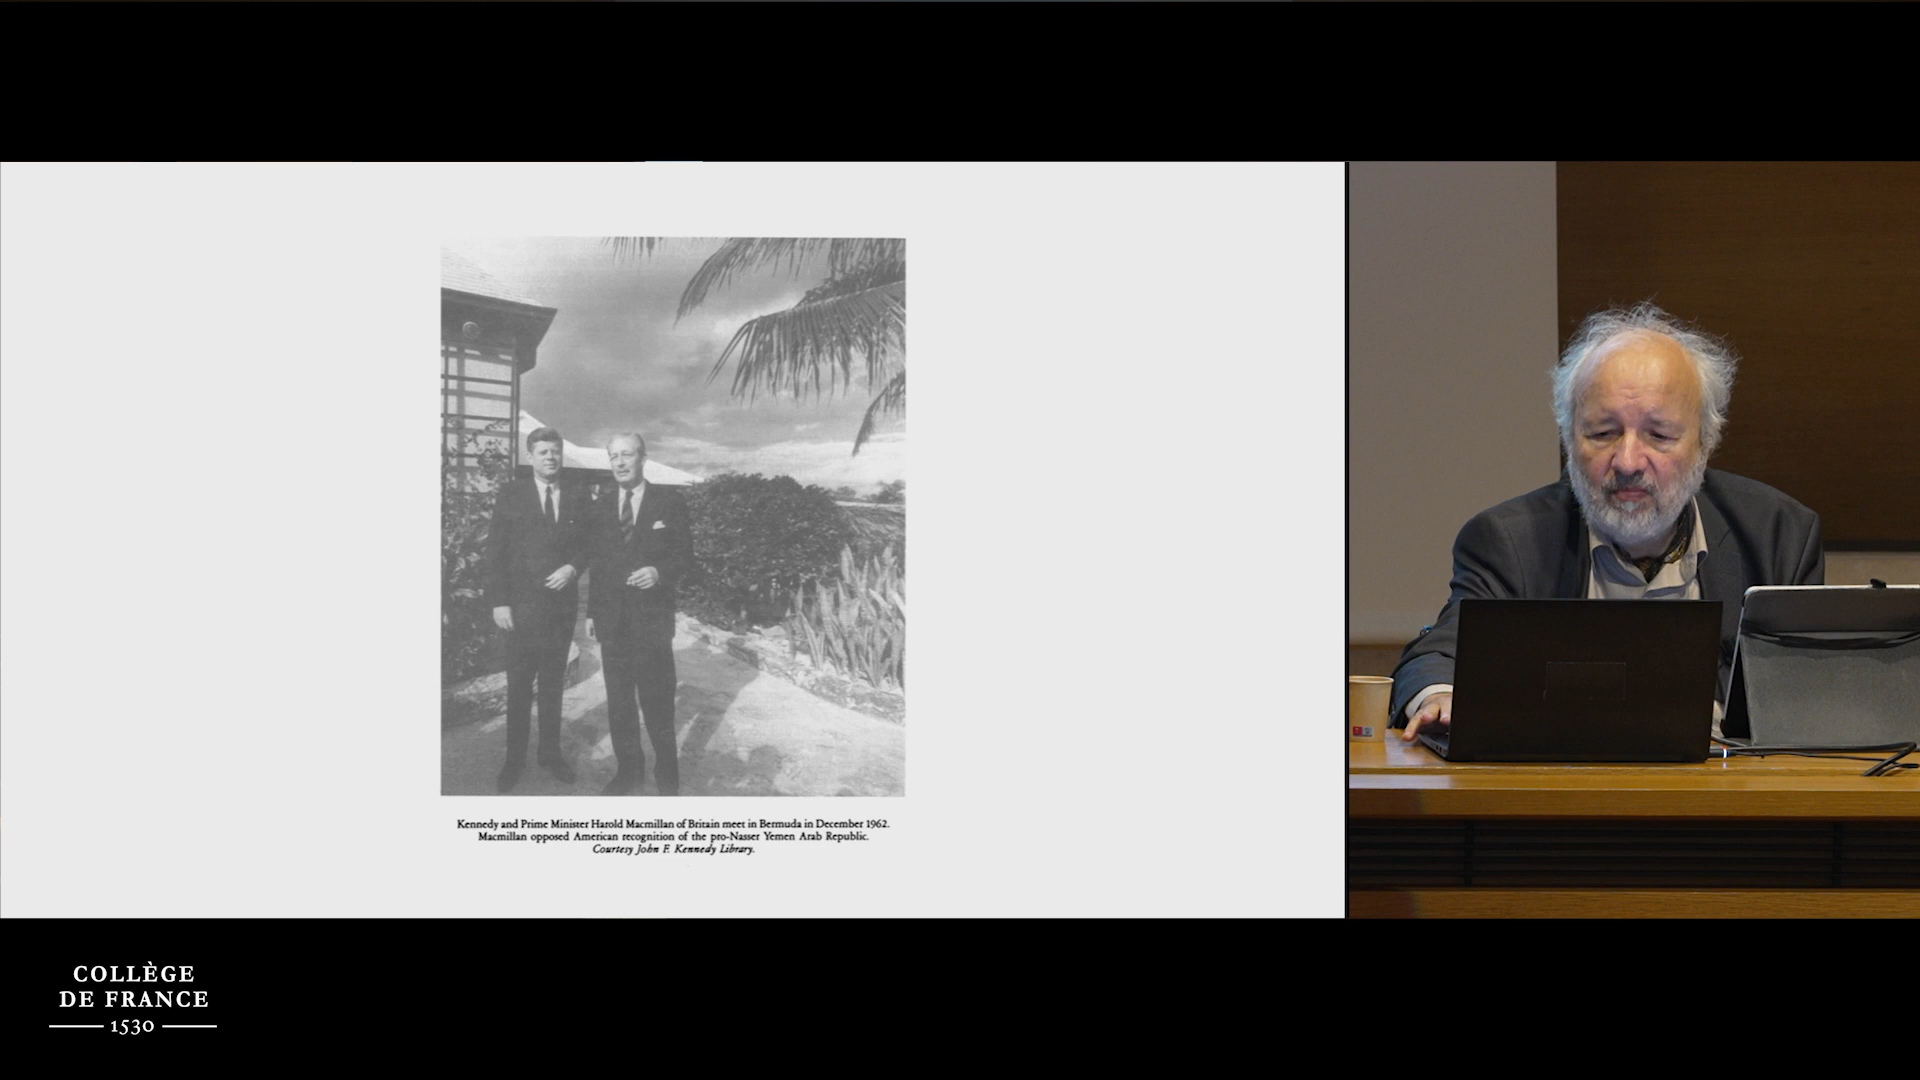 Kennedy and Prime Minister Harold Macmillan of Britain meet in Bermuda in December 1962.
Macmillan opposed American recognition of the pro-Nasser Yemen Arab Republic.
Courtesy John F. Kennedy Library.
COLLÈGE
DE FRANCE
1530